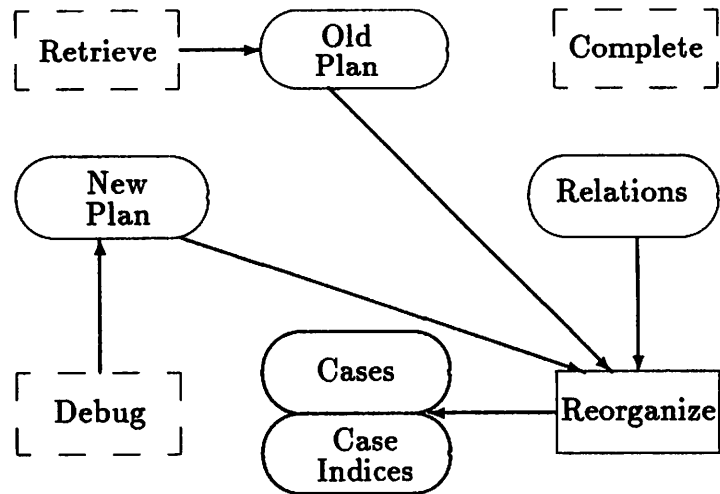 Retrieve
Old
Plan
Complete
New
Plan
Relations
Cases
Debug
Reorganize
Case
Indices